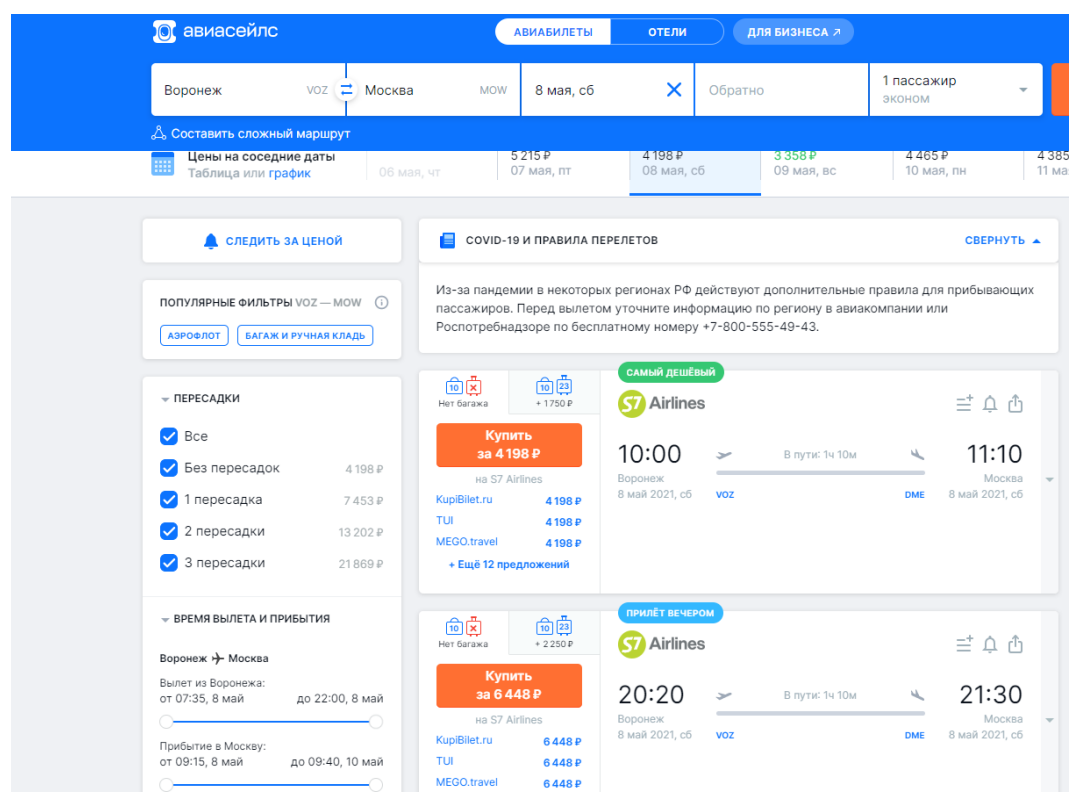 авиасейлс
АВИАБИЛЕТЫ ОТЕЛИ ДЛЯ БИЗНЕСА ↗
Воронеж VOZ Москва MOW 8 мая, сб Обратно 1 пассажир
эконом
Составить сложный маршрут
Цены на соседние даты 5 215 ₽ 4 198 ₽ 3 358 ₽ 4 465 ₽ 4 385
Таблица или график 06 мая, чт 07 мая, пт 08 мая, сб 09 мая, вс 10 мая, пн 11 ма
СЛЕДИТЬ ЗА ЦЕНОЙ
COVID-19 И ПРАВИЛА ПЕРЕЛЕТОВ СВЕРНУТЬ
Из-за пандемии в некоторых регионах РФ действуют дополнительные правила для прибывающих
пассажиров. Перед вылетом уточните информацию по региону в авиакомпании или
Роспотребнадзоре по бесплатному номеру +7-800-555-49-43.
ПОПУЛЯРНЫЕ ФИЛЬТРЫ VOZ — MOW
АЭРОФЛОТ БАГАЖ И РУЧНАЯ КЛАДЬ
ПЕРЕСАДКИ
Все
Без пересадок 4 198 ₽
1 пересадка 7 453 ₽
2 пересадки 13 202 ₽
3 пересадки 21 869 ₽
ВРЕМЯ ВЫЛЕТА И ПРИБЫТИЯ
Воронеж Москва
Вылет из Воронежа:
от 07:35, 8 май до 22:00, 8 май
Прибытие в Москву:
от 09:15, 8 май до 09:40, 10 май
САМЫЙ ДЕШЁВЫЙ
10 10 23
Нет багажа + 1 750 ₽
S7 Airlines
Купить
за 4 198 ₽
на S7 Airlines
KupiBilet.ru 4 198 ₽
TUI 4 198 ₽
MEGO.travel 4 198 ₽
+ Ещё 12 предложений
10:00 В пути: 1ч 10м 11:10
Воронеж Москва
8 май 2021, сб VOZ DME 8 май 2021, сб
ПРИЛЁТ ВЕЧЕРОМ
10 10 23
Нет багажа + 2 250 ₽
S7 Airlines
Купить
за 6 448 ₽
на S7 Airlines
KupiBilet.ru 6 448 ₽
TUI 6 448 ₽
MEGO.travel 6 448 ₽
20:20 В пути: 1ч 10м 21:30
Воронеж Москва
8 май 2021, сб VOZ DME 8 май 2021, сб